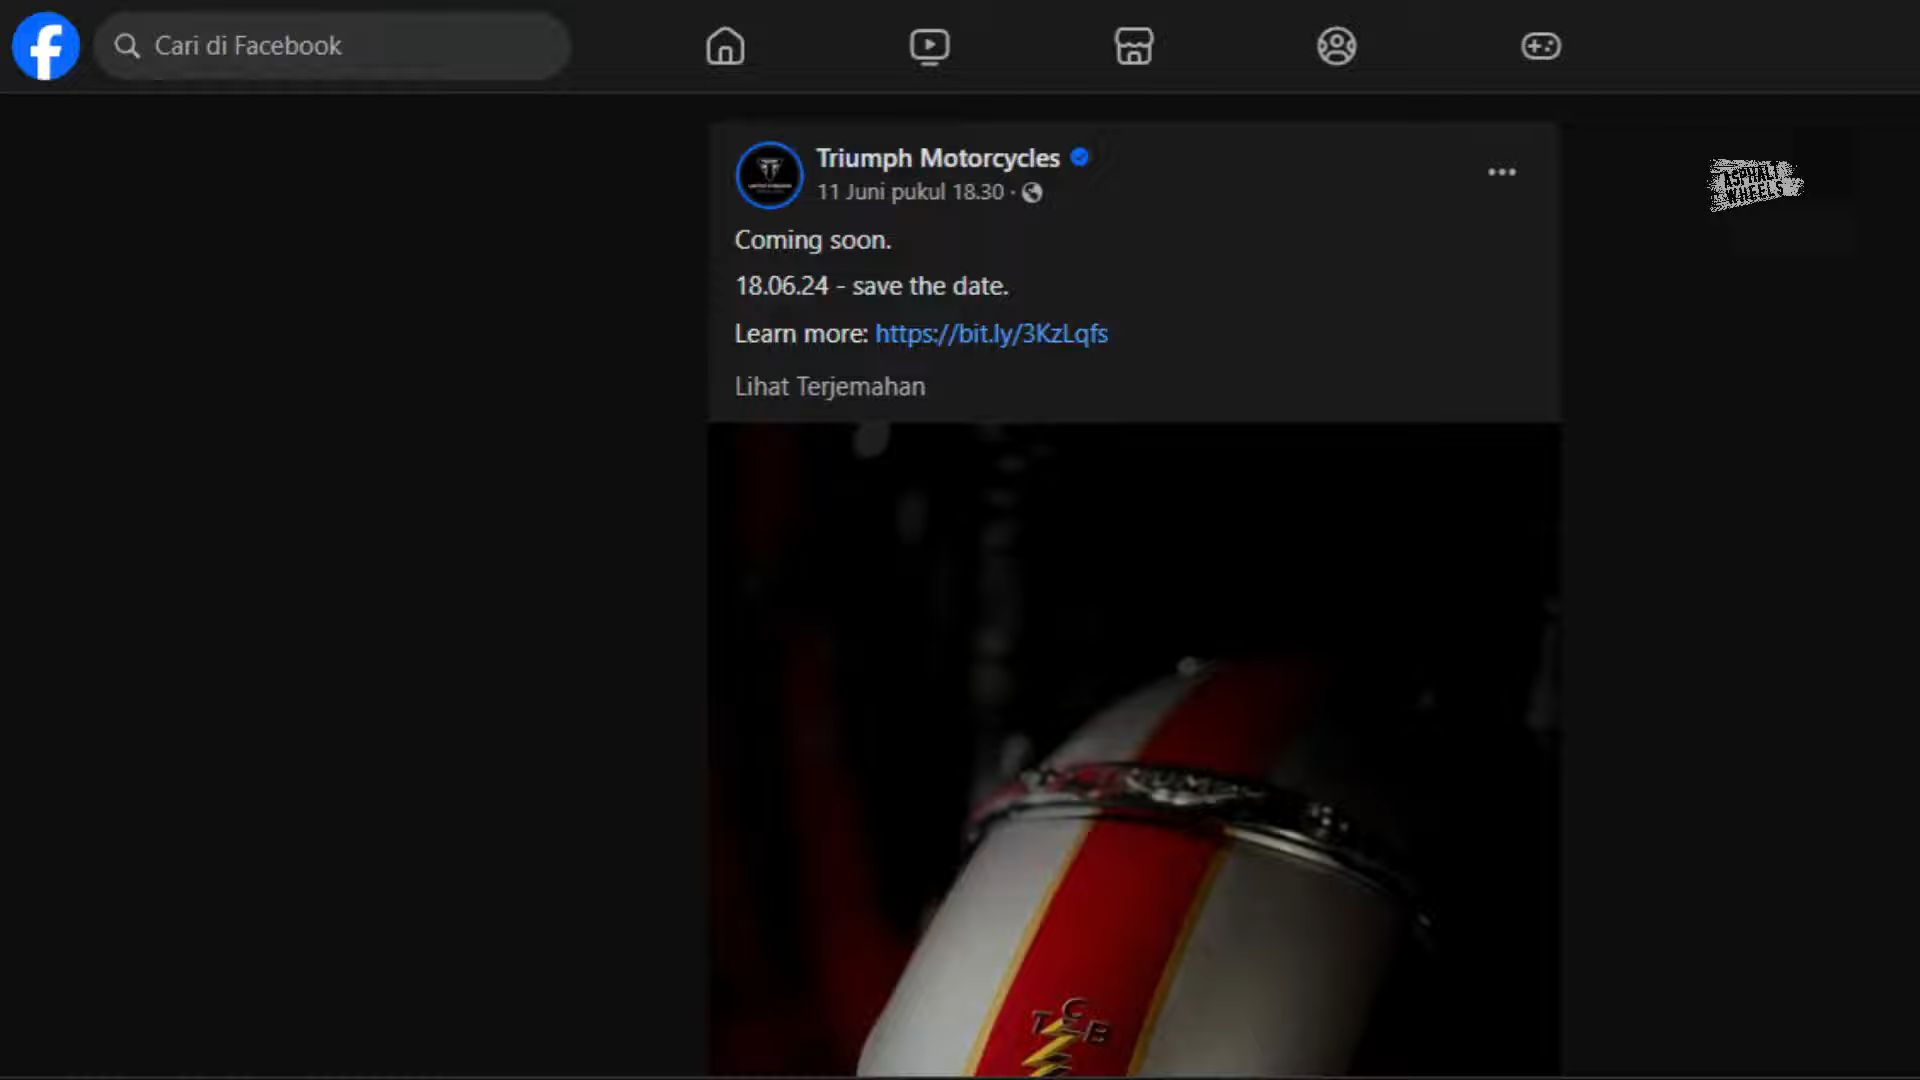 Cari di Facebook
Triumph Motorcycles
11 Juni pukul 18.30 ·
ASPHALT
WHEELS
Coming soon.
18.06.24 - save the date.
Learn more: https://bit.ly/3KzLqfs
Lihat Terjemahan
TCB